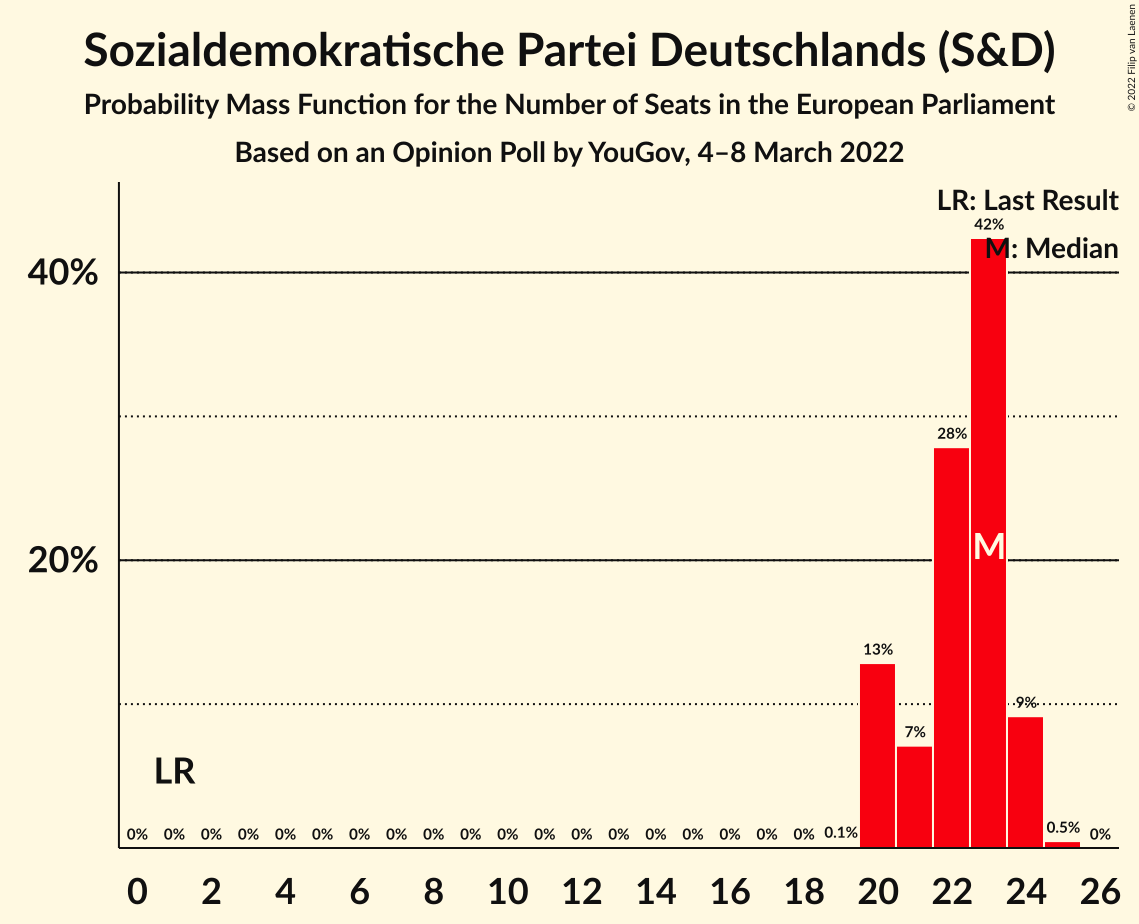 Sozialdemokratische Partei Deutschlands (S&D)
Probability Mass Function for the Number of Seats in the European Parliament
Based on an Opinion Poll by YouGov, 4–8 March 2022
© 2022 Filip van Laenen
LR: Last Result
M: Median
42%
40%
28%
20%
M
13%
7%
9%
LR
0% 0% 0% 0% 0% 0% 0% 0% 0% 0% 0% 0% 0% 0% 0% 0% 0% 0% 0% 0.1% 0.5% 0%
0 2 4 6 8 10 12 14 16 18 20 22 24 26